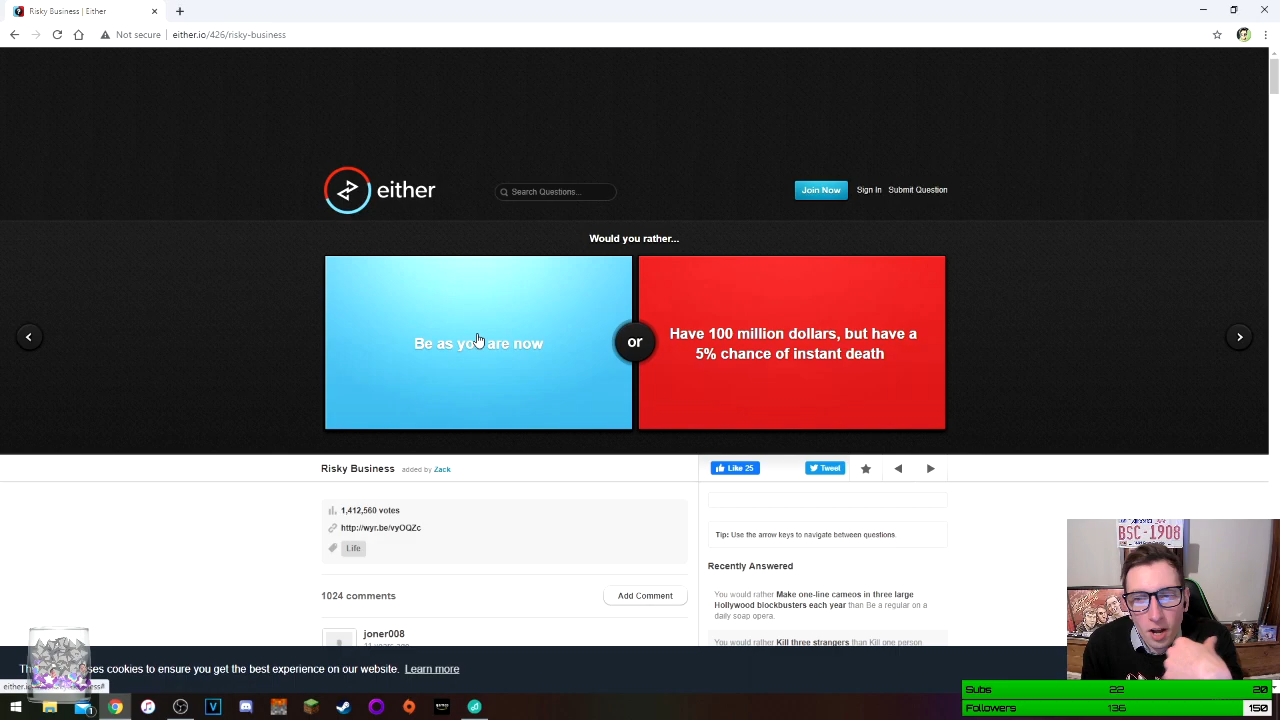 Risky Business | Either
Not secure
either.io/426/risky-business
either
Search Questions...
Join Now
Sign In
Submit Question
Would you rather...
Be as you are now
or
Have 100 million dollars, but have a
5% chance of instant death
Risky Business
added by Zack
Like 25
Tweet
1,412,560 votes
http://wyr.be/vyOQZc
Life
Tip: Use the arrow keys to navigate between questions.
Recently Answered
You would rather Make one-line cameos in three large
Hollywood blockbusters each year than Be a regular on a
daily soap opera.
You would rather Kill three strangers than Kill one person
1024 comments
Add Comment
joner008
11 years ago
BSC-1908
ses cookies to ensure you get the best experience on our website. Learn more
Subs 22 20
Followers 136 150